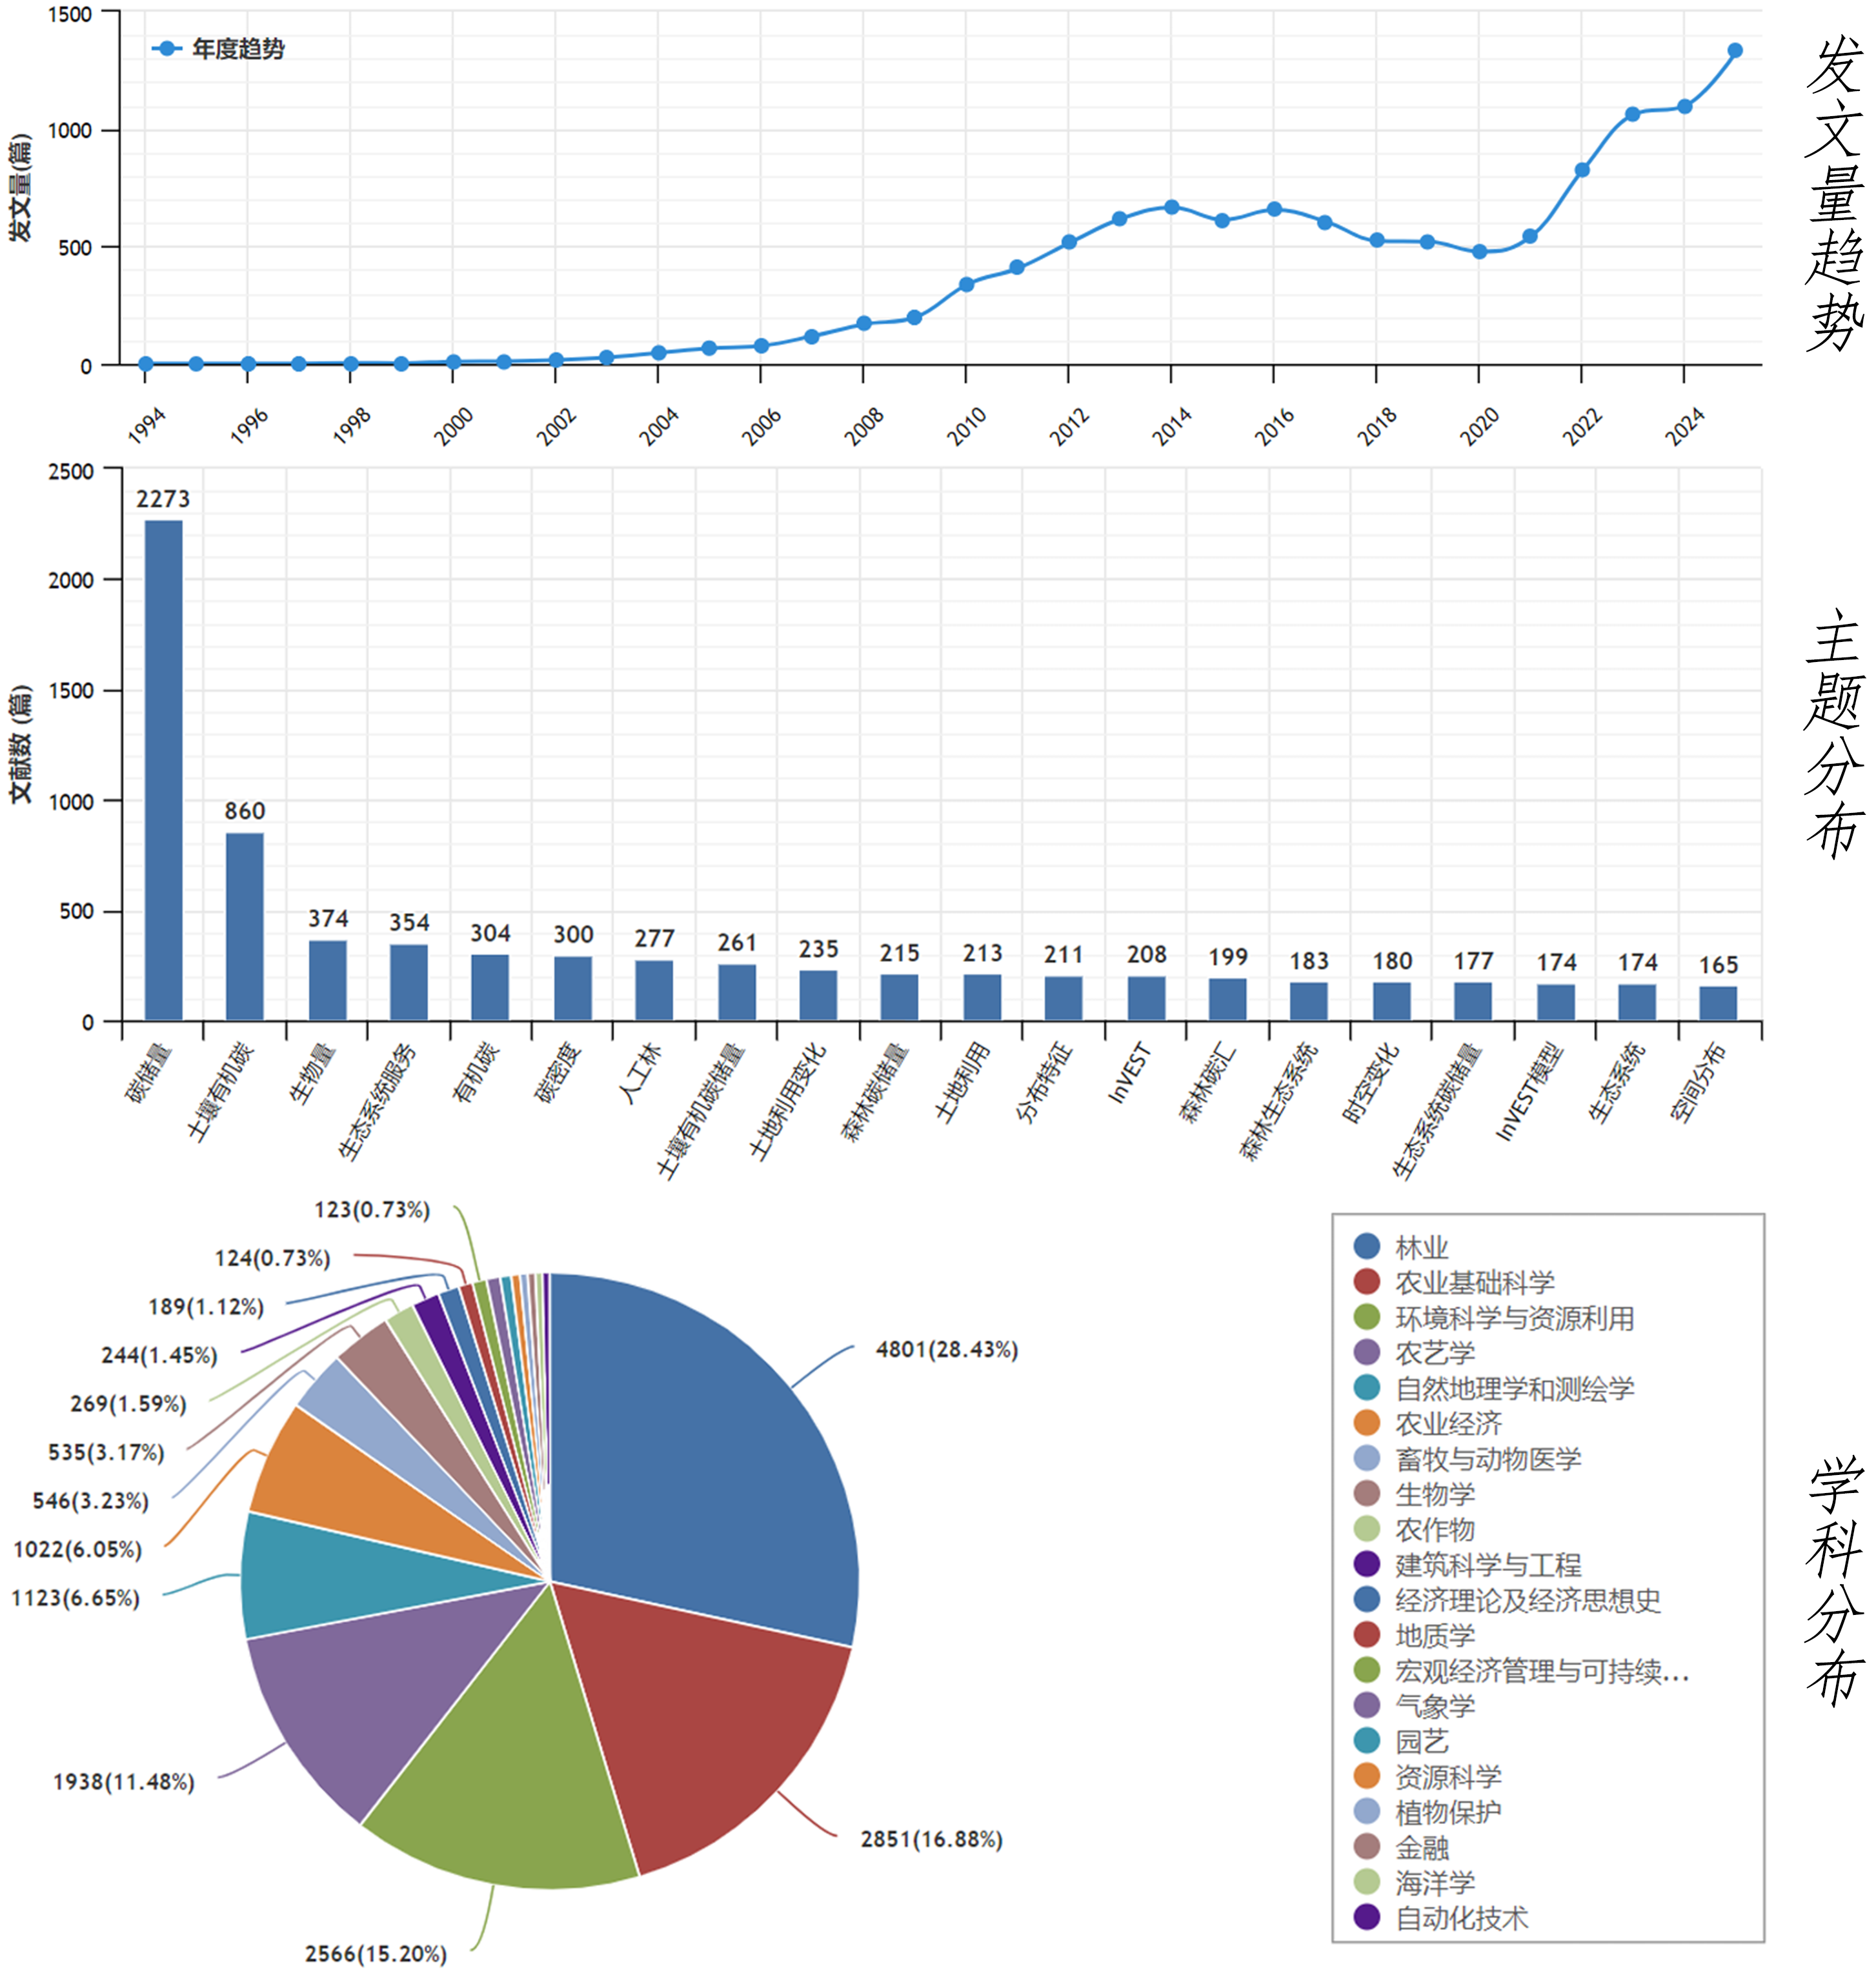 1500
1000
500
0
年度趋势
发文量(篇)
1994
1996
1998
2000
2002
2004
2006
2008
2010
2012
2014
2016
2018
2020
2022
2024
发文量趋势
2500
2000
1500
1000
500
0
文献数 (篇)
2273
860
374
354
304
300
277
261
235
215
213
211
208
199
183
180
177
174
174
165
碳储量
土壤有机碳
生物量
生态系统服务
有机碳
碳密度
人工林
土壤有机碳储量
土地利用变化
森林碳储量
土地利用
分布特征
InVEST
森林碳汇
森林生态系统
时空变化
生态系统碳储量
InVEST模型
生态系统
空间分布
主题分布
123(0.73%)
124(0.73%)
189(1.12%)
244(1.45%)
269(1.59%)
535(3.17%)
546(3.23%)
1022(6.05%)
1123(6.65%)
1938(11.48%)
2566(15.20%)
2851(16.88%)
4801(28.43%)
林业
农业基础科学
环境科学与资源利用
农艺学
自然地理学和测绘学
农业经济
畜牧与动物医学
生物学
农作物
建筑科学与工程
经济理论及经济思想史
地质学
宏观经济管理与可持续...
气象学
园艺
资源科学
植物保护
金融
海洋学
自动化技术
学科分布